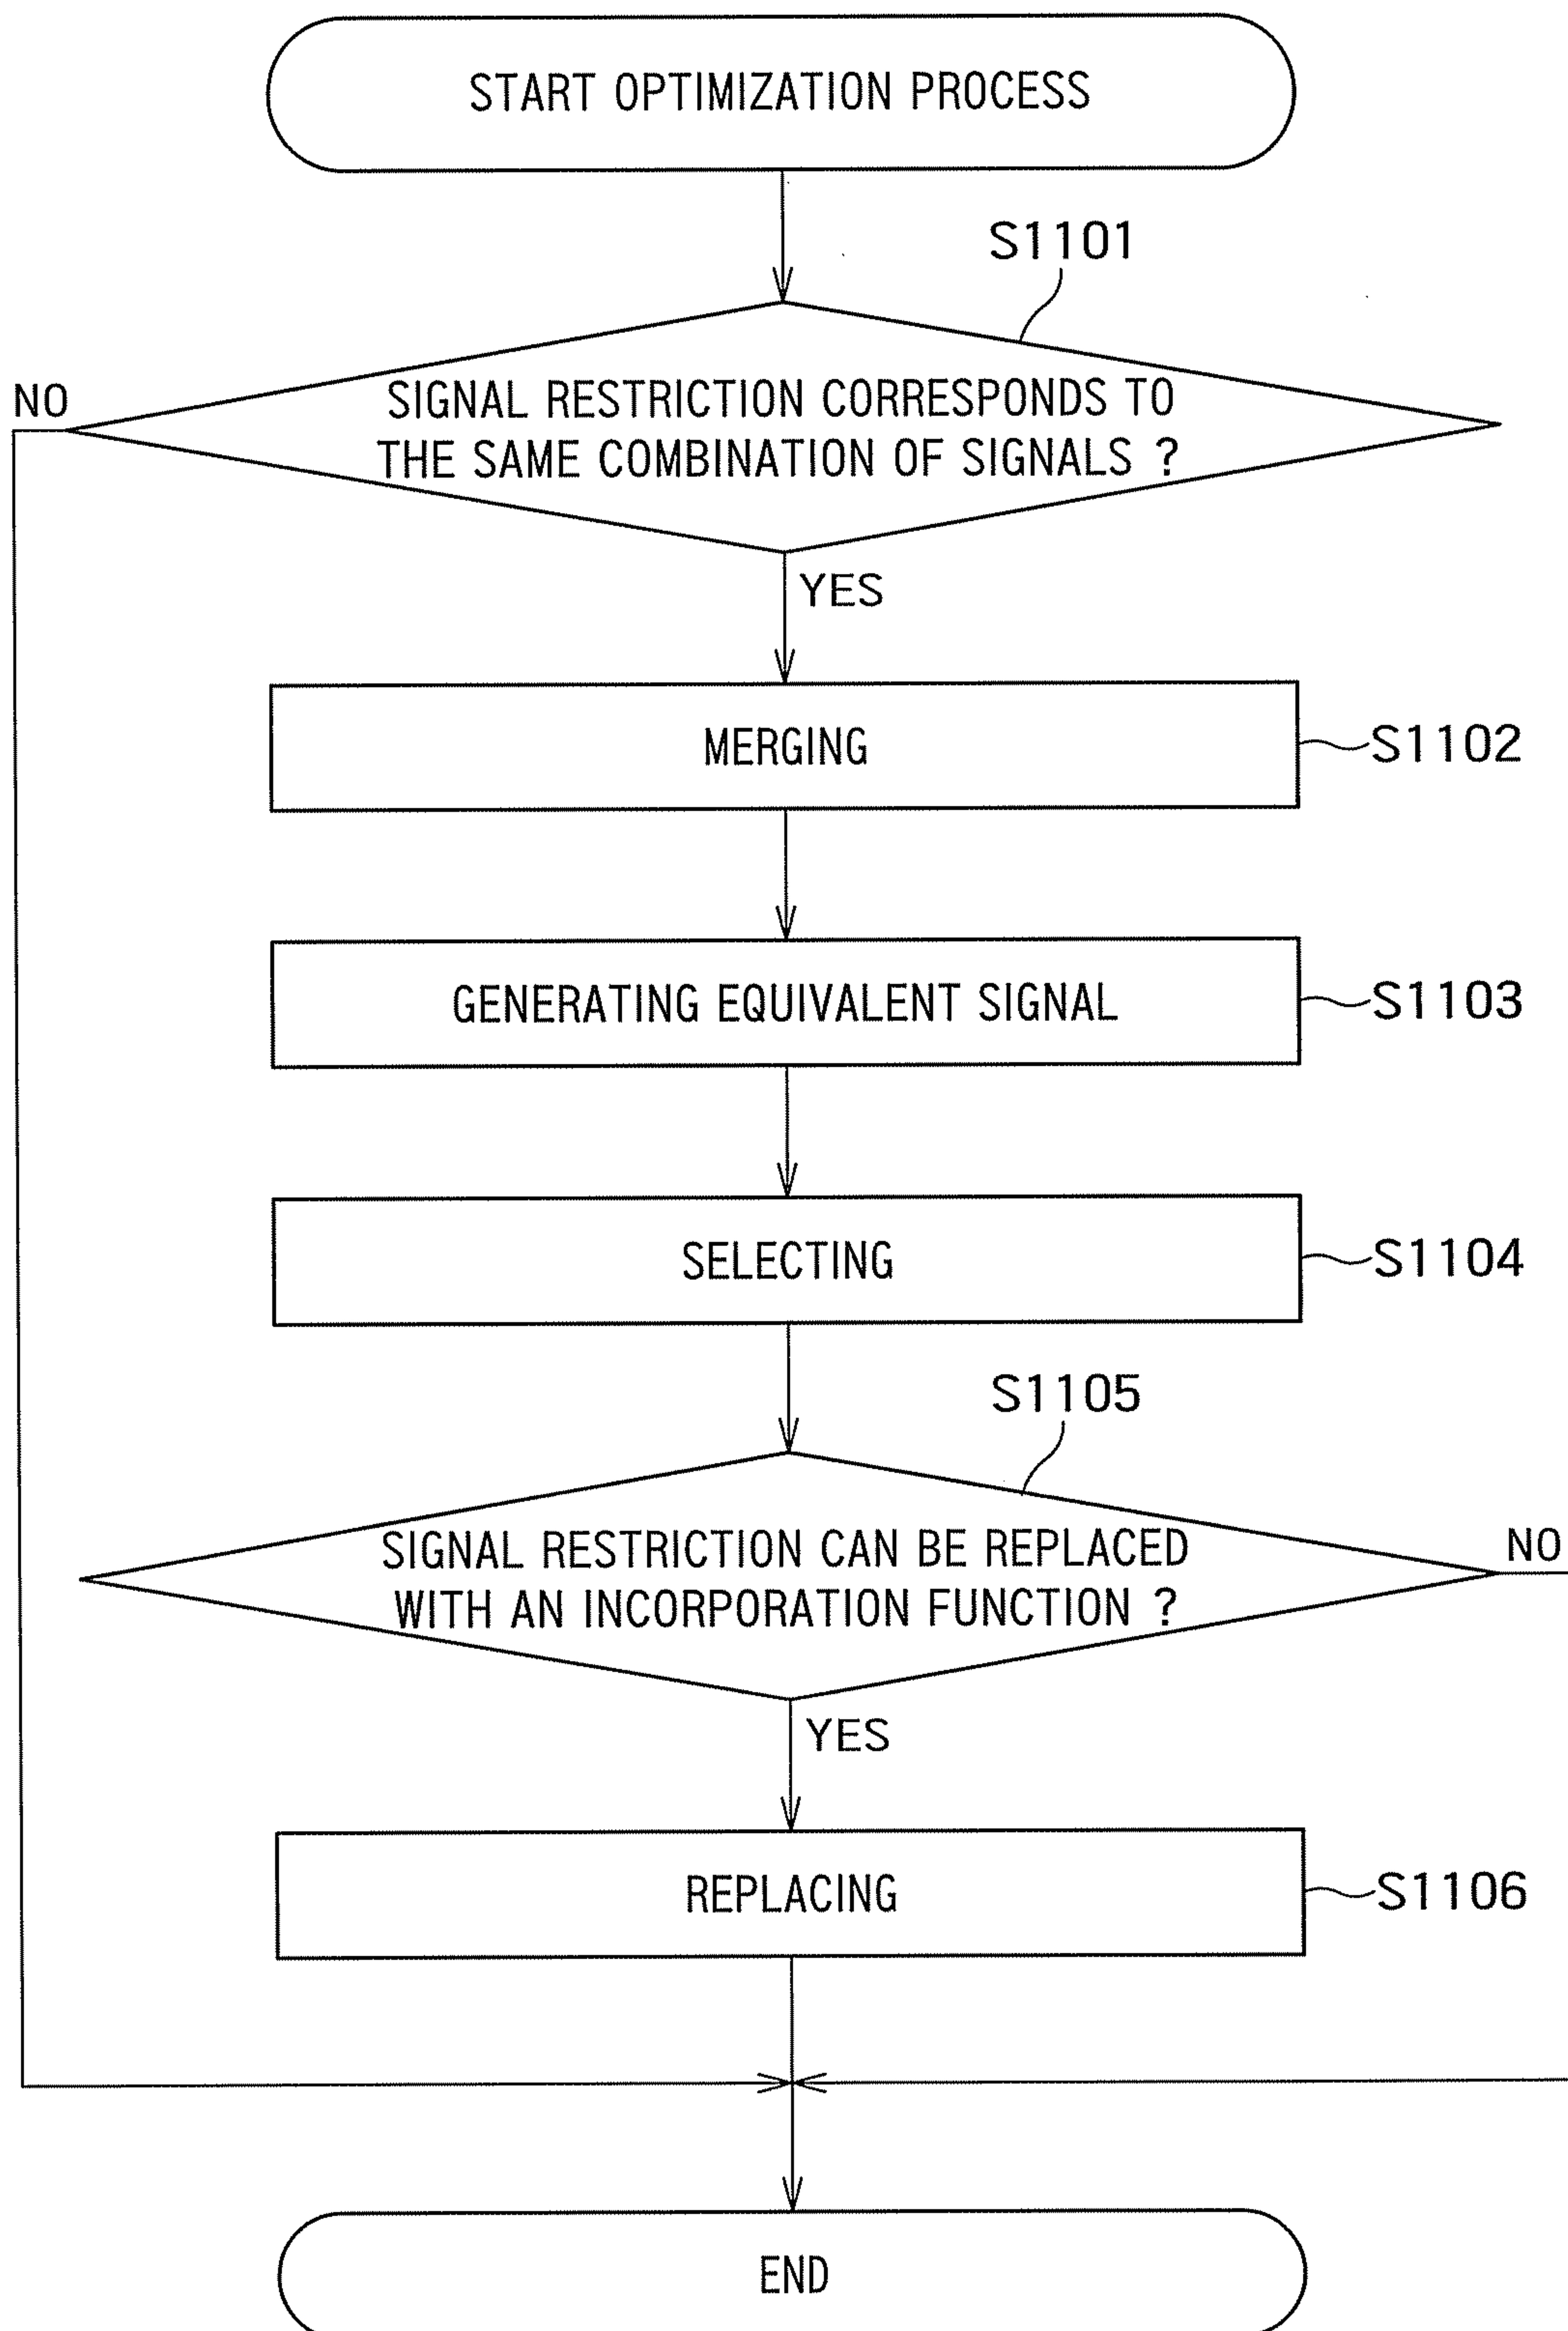 START OPTIMIZATION PROCESS
S1101
NO
SIGNAL RESTRICTION CORRESPONDS TO
THE SAME COMBINATION OF SIGNALS ?
YES
MERGING
S1102
GENERATING EQUIVALENT SIGNAL
S1103
SELECTING
S1104
S1105
SIGNAL RESTRICTION CAN BE REPLACED
WITH AN INCORPORATION FUNCTION ?
NO
YES
REPLACING
S1106
END